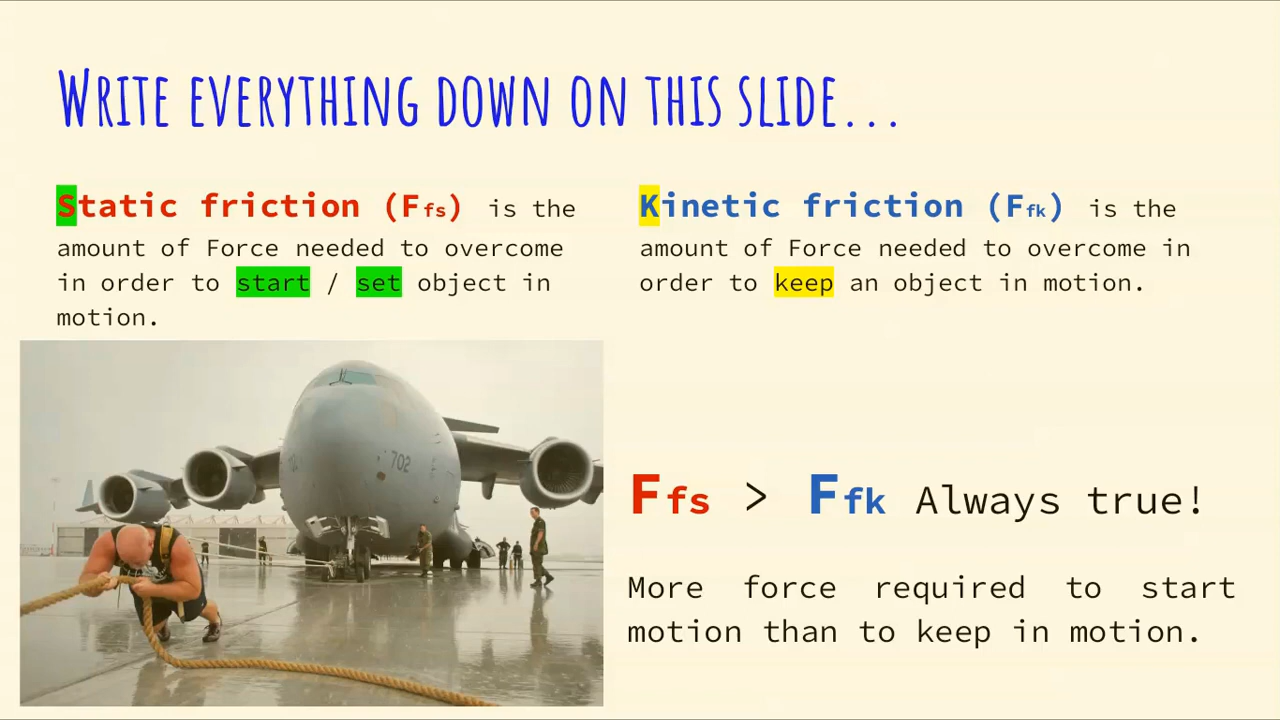 Write everything down on this slide...
Static friction (Ffs) is the
amount of Force needed to overcome
in order to start / set object in
motion.
Kinetic friction (Ffk) is the
amount of Force needed to overcome in
order to keep an object in motion.
702
Ffs > Ffk Always true!
More force required to start
motion than to keep in motion.